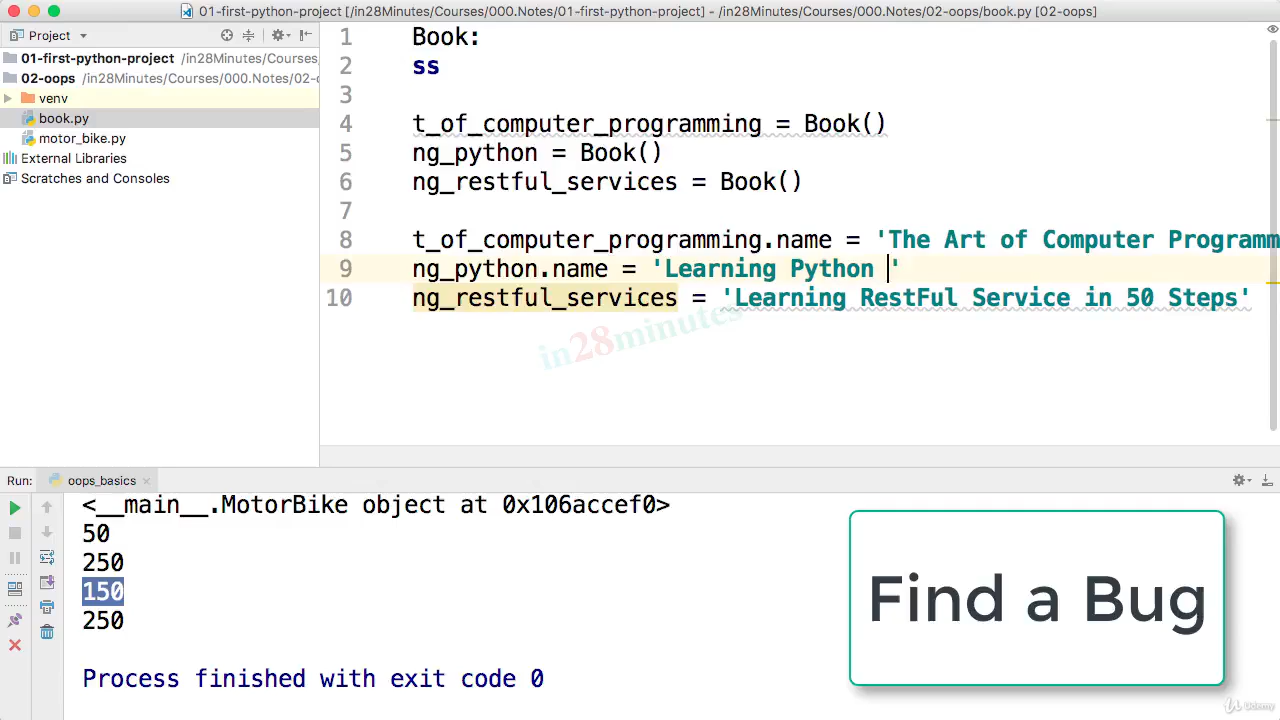 01-first-python-project [/in28Minutes/Courses/000.Notes/01-first-python-project] - /in28Minutes/Courses/000.Notes/02-oops/book.py [02-oops]
Project
01-first-python-project /in28Minutes/Courses
02-oops /in28Minutes/Courses/000.Notes/02-o
venv
book.py
motor_bike.py
External Libraries
Scratches and Consoles
1 Book:
2 ss
3
4 t_of_computer_programming = Book()
5 ng_python = Book()
6 ng_restful_services = Book()
7
8 t_of_computer_programming.name = 'The Art of Computer Programm
9 ng_python.name = 'Learning Python '
10 ng_restful_services = 'Learning RestFul Service in 50 Steps'
in28minutes
Run: oops_basics
<__main__.MotorBike object at 0x106accef0>
50
250
150
250
Process finished with exit code 0
Find a Bug
Udemy